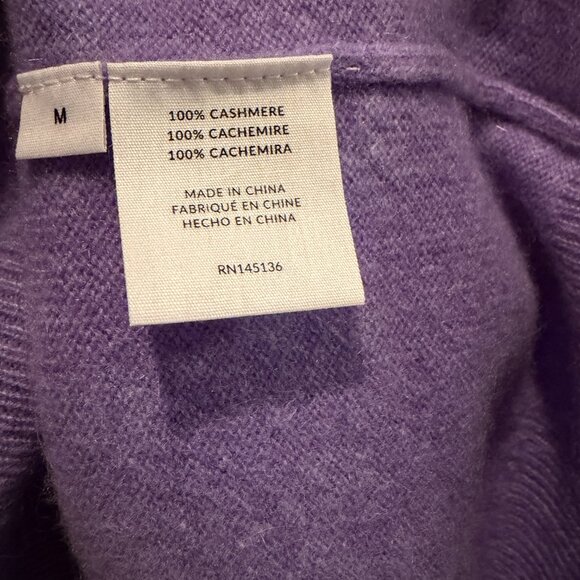 M
100% CASHMERE
100% CACHEMIRE
100% CACHEMIRA
MADE IN CHINA
FABRIQUÉ EN CHINE
HECHO EN CHINA
RN145136